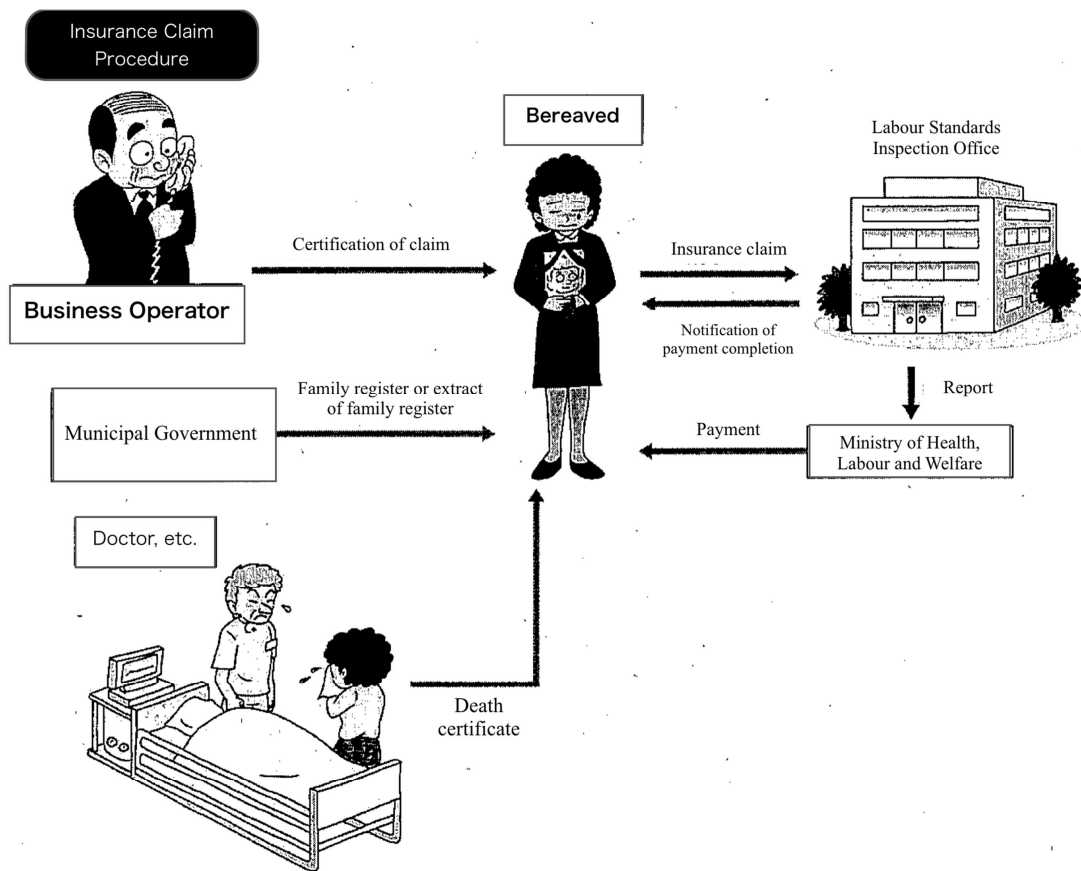 Insurance Claim
Procedure
Bereaved
Labour Standards
Inspection Office
Certification of claim
Insurance claim
Business Operator
Notification of
payment completion
Family register or extract
of family register
Report
Municipal Government
Payment
Ministry of Health,
Labour and Welfare
Doctor, etc.
Death
certificate